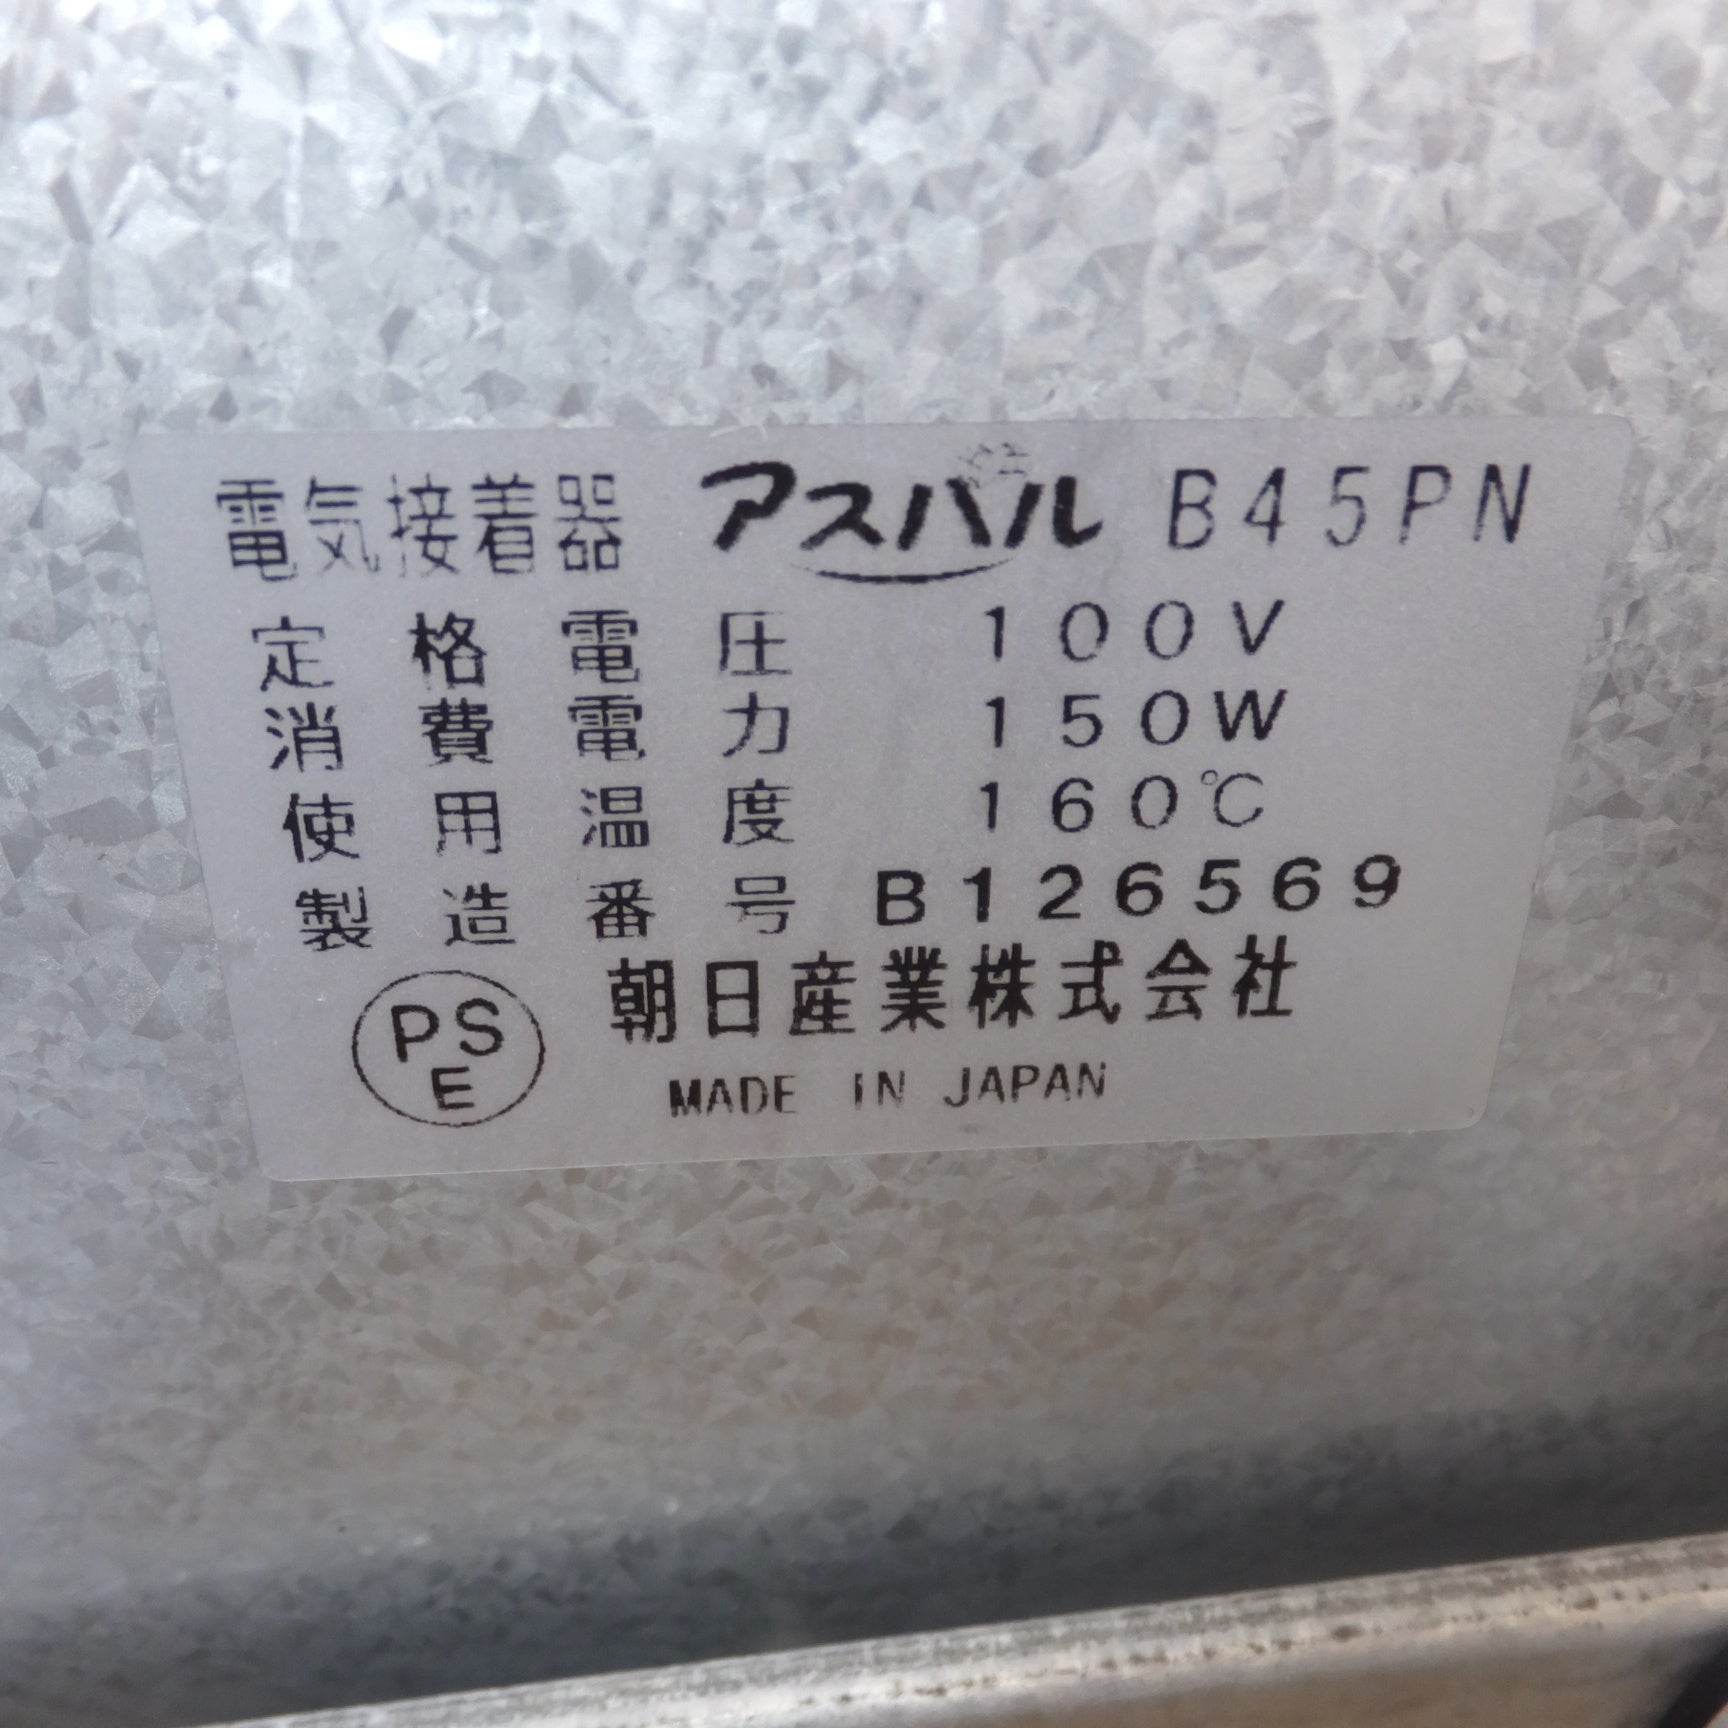 電気接着器 アスパル B45PN
定格電圧 100V
消費電力 150W
使用温度 160℃
製造番号 B126569
朝日産業株式会社
PSE
MADE IN JAPAN